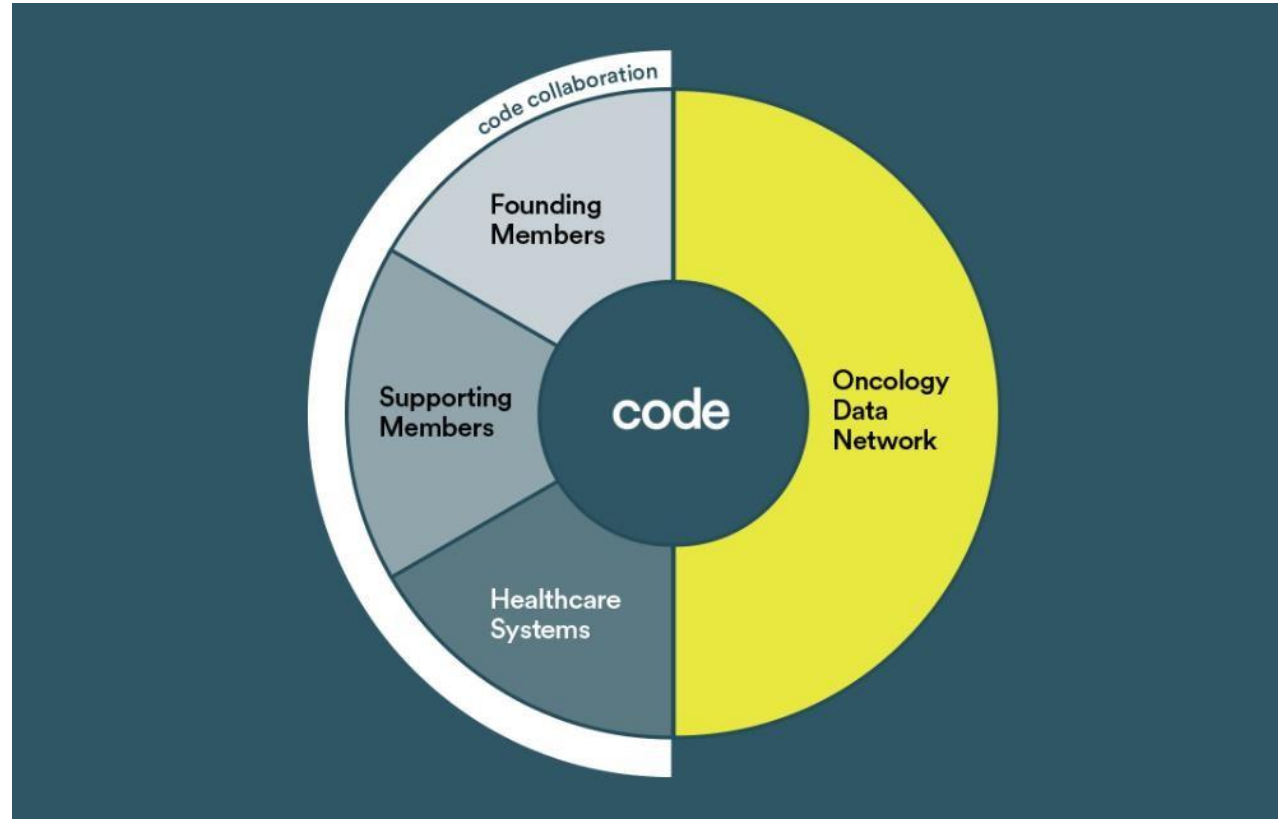 code collaboration
Founding
Members
Supporting
Members
Healthcare
Systems
code
Oncology
Data
Network